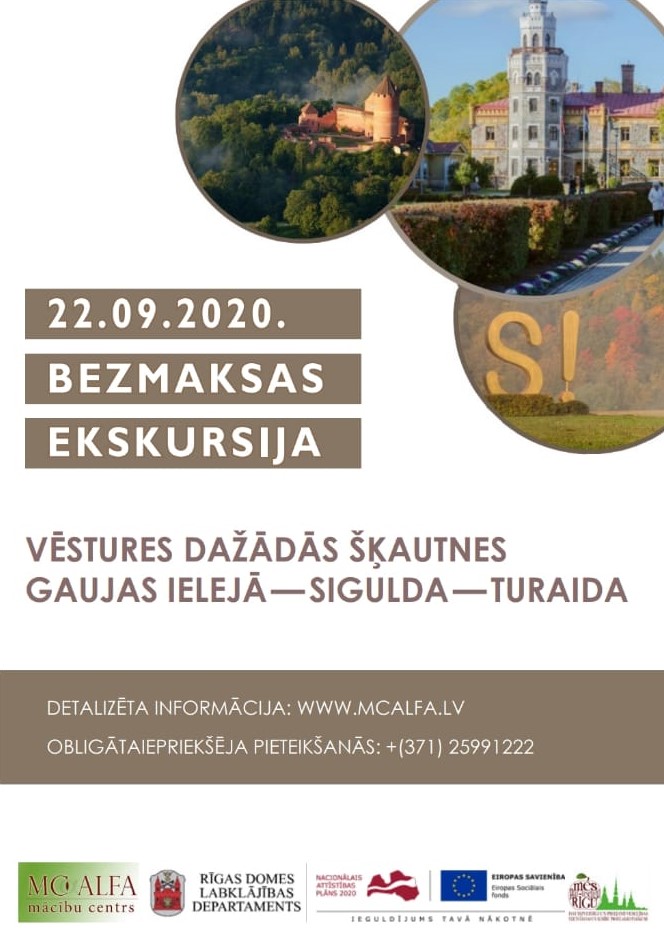 S!
22.09.2020.
BEZMAKSAS
EKSKURSIJA
VĒSTURES DAŽĀDĀS ŠĶAUTNES
GAUJAS IELEJĀ — SIGULDA — TURAIDA
DETALIZĒTA INFORMĀCIJA: WWW.MCALFA.LV
OBLIGĀTAIEPRIEKŠĒJA PIETEIKŠANĀS: +(371) 25991222
MC ALFA
mācību centrs
RĪGAS DOMES
LABKLĀJĪBAS
DEPARTAMENTS
NACIONĀLAIS
ATTĪSTĪBAS
PLĀNS 2020
EIROPAS SAVIENĪBA
Eiropas Sociālais
fonds
IEGULDĪJUMS TAVĀ NĀKOTNĒ
mēs
RĪGU